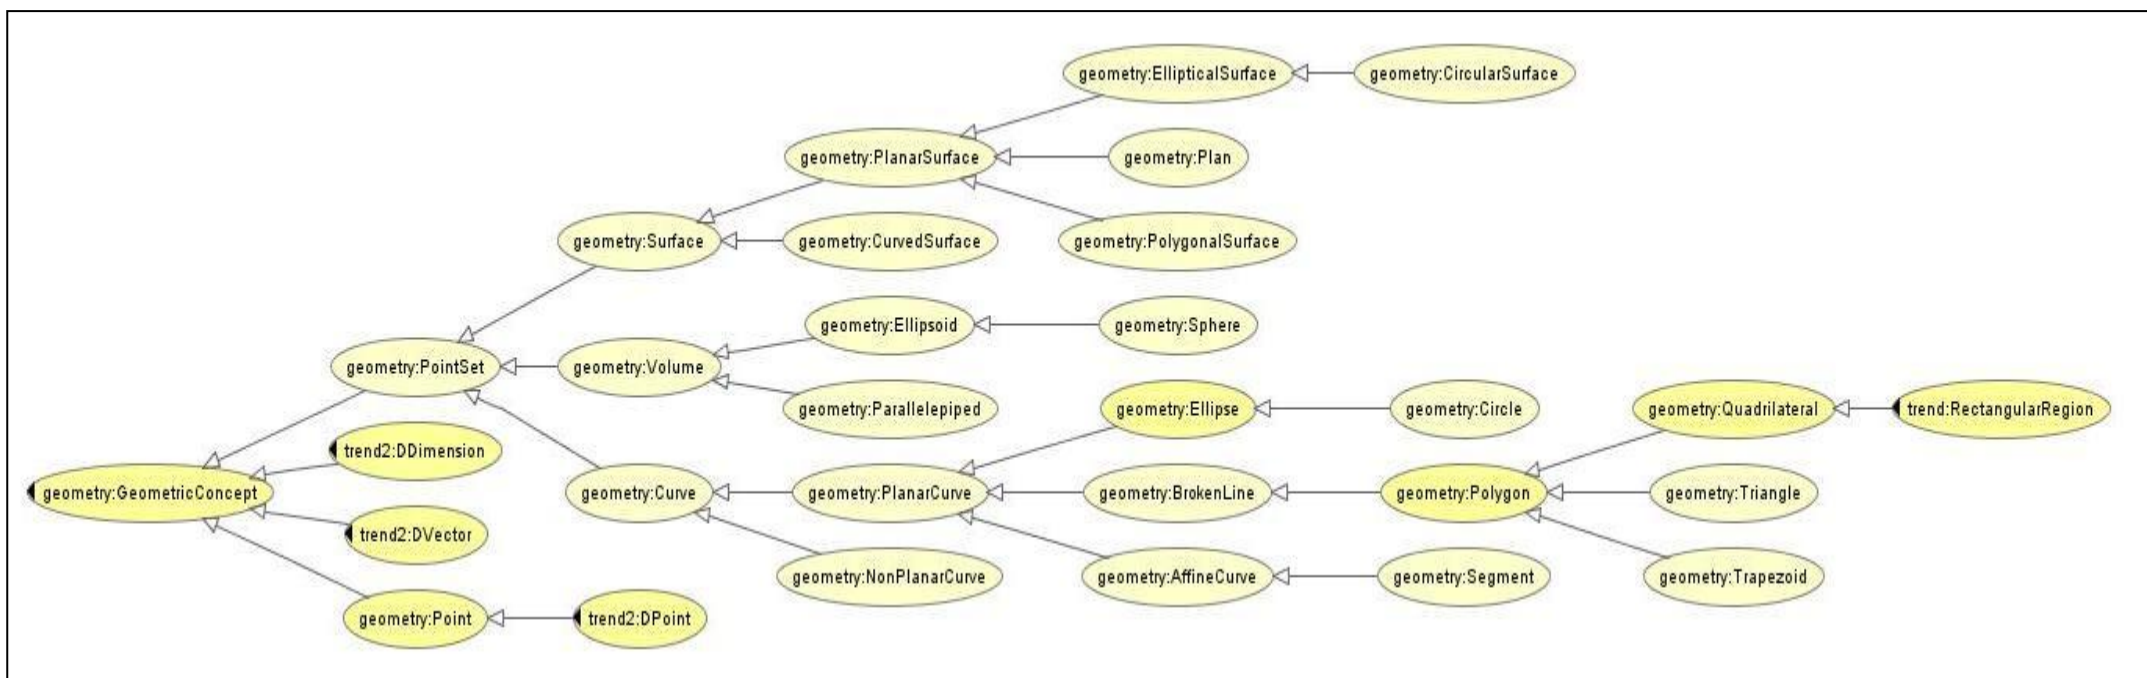 geometry:EllipticalSurface
geometry:CircularSurface
geometry:PlanarSurface
geometry:Plan
geometry:Surface
geometry:CurvedSurface
geometry:PolygonalSurface
geometry:Ellipsoid
geometry:Sphere
geometry:PointSet
geometry:Volume
geometry:Parallelepiped
geometry:Ellipse
geometry:Circle
geometry:Quadrilateral
trend:RectangularRegion
trend2:DDimension
geometry:GeometricConcept
geometry:Curve
geometry:PlanarCurve
geometry:BrokenLine
geometry:Polygon
geometry:Triangle
trend2:DVector
geometry:NonPlanarCurve
geometry:AffineCurve
geometry:Segment
geometry:Trapezoid
geometry:Point
trend2:DPoint